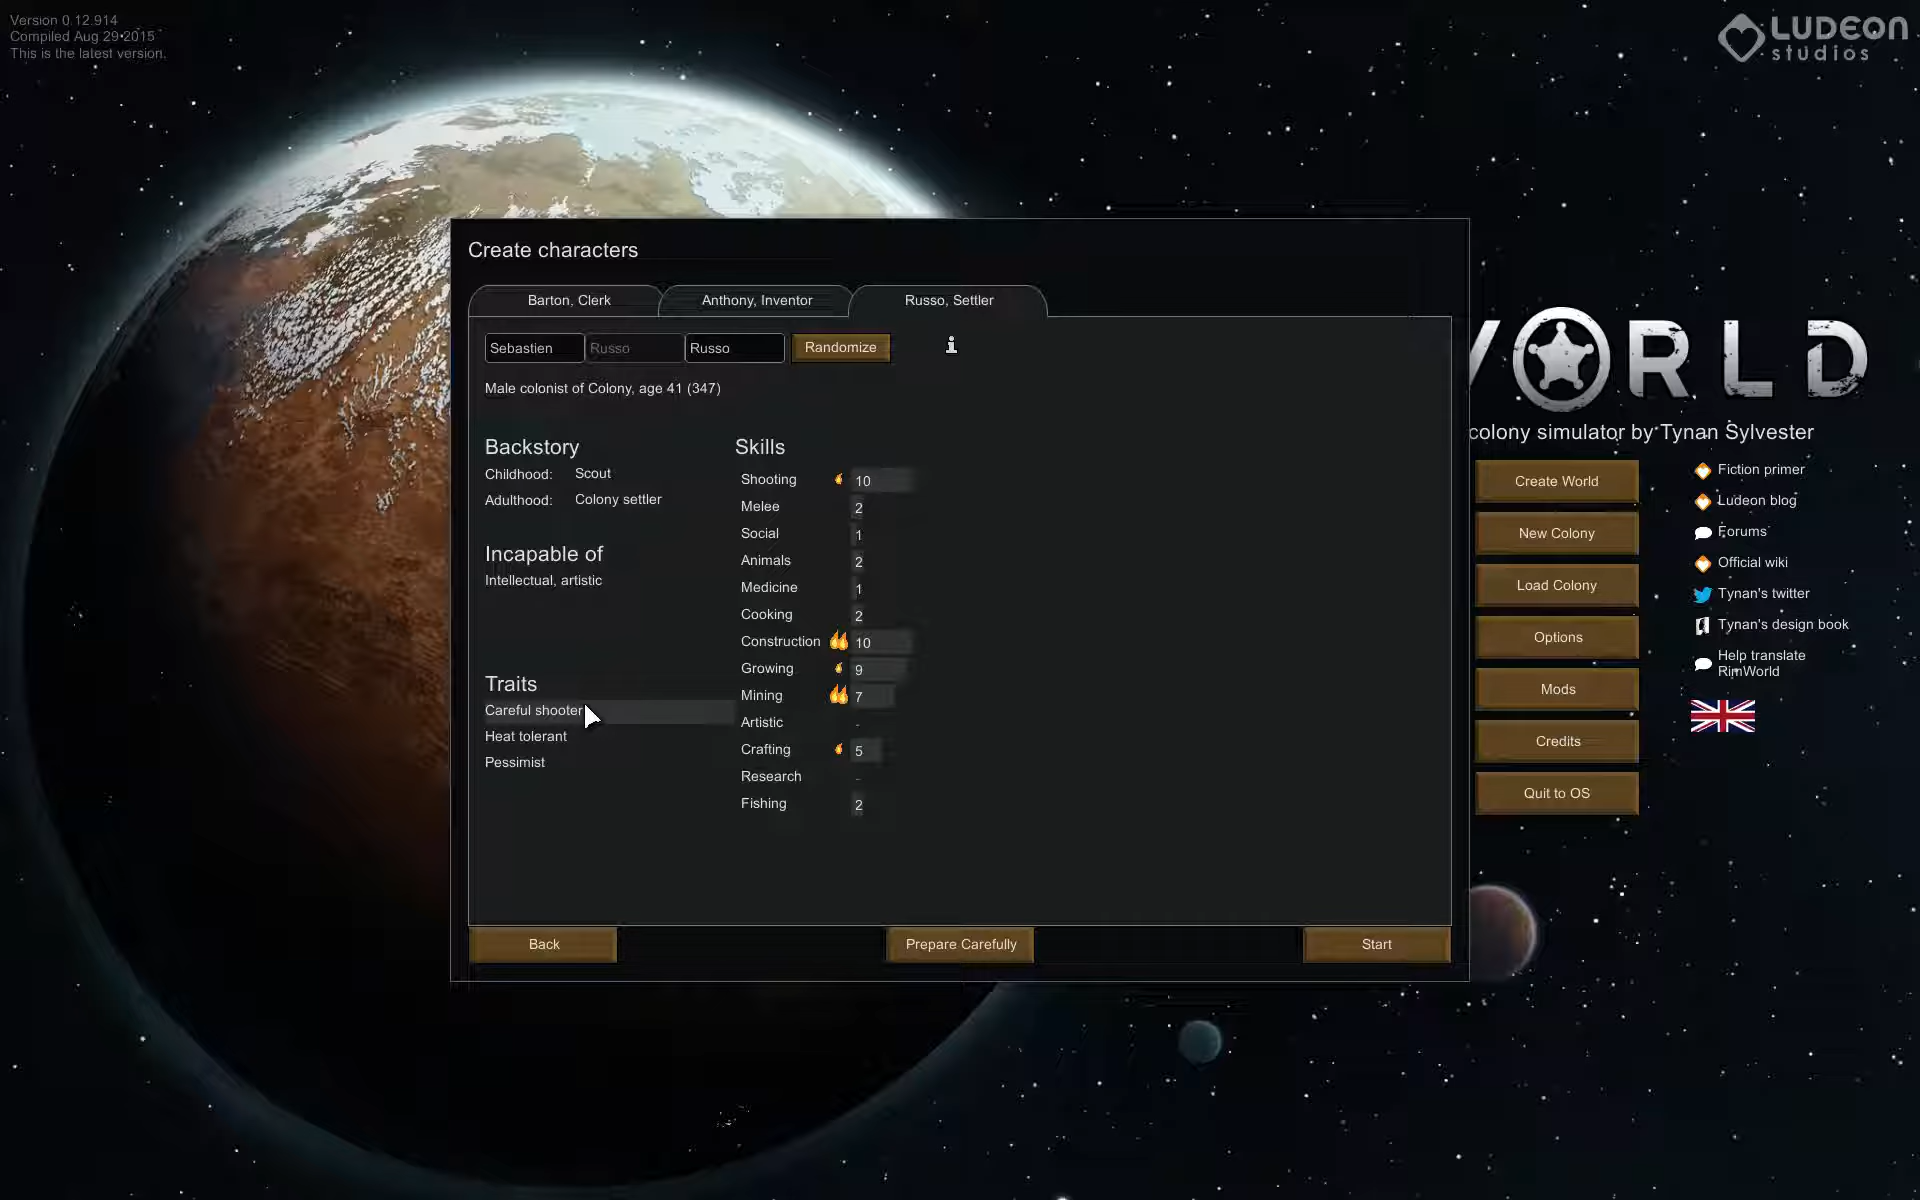 Version 0.12.914
Compiled Aug 29 2015
This is the latest version.
LUDEON
studios
Create characters
Barton, Clerk
Anthony, Inventor
Russo, Settler
Sebastien
Russo
Russo
Randomize
Male colonist of Colony, age 41 (347)
Backstory
Childhood: Scout
Adulthood: Colony settler
Incapable of
Intellectual, artistic
Traits
Careful shooter
Heat tolerant
Pessimist
Skills
Shooting 10
Melee 2
Social 1
Animals 2
Medicine 1
Cooking 2
Construction 10
Growing 9
Mining 7
Artistic -
Crafting 5
Research -
Fishing 2
Back
Prepare Carefully
Start
WORLD
colony simulator by Tynan Sylvester
Create World
New Colony
Load Colony
Options
Mods
Credits
Quit to OS
Fiction primer
Ludeon blog
Forums
Official wiki
Tynan's twitter
Tynan's design book
Help translate
RimWorld